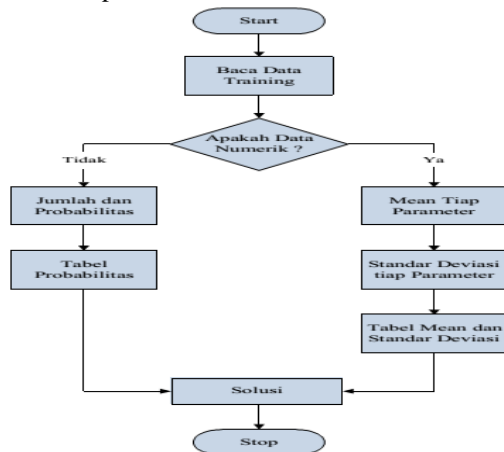 Start
Baca Data
Training
Apakah Data
Numerik ?
Tidak
Ya
Jumlah dan
Probabilitas
Mean Tiap
Parameter
Tabel
Probabilitas
Standar Deviasi
tiap Parameter
Tabel Mean dan
Standar Deviasi
Solusi
Stop